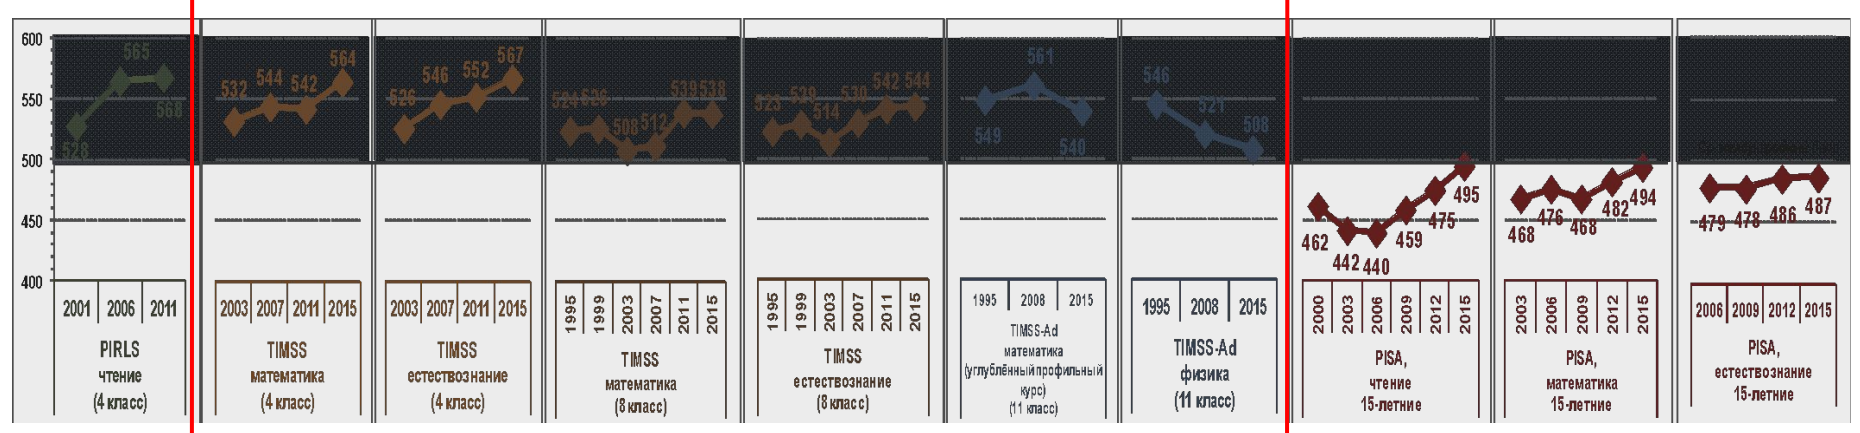 600
550
500
450
400
528
565
568
2001 2006 2011
PIRLS
чтение
(4 класс)
532
544
542
564
2003 2007 2011 2015
TIMSS
математика
(4 класс)
526
546
552
567
2003 2007 2011 2015
TIMSS
естествознание
(4 класс)
524 526
508 512
539 538
1995 1999 2003 2007 2011 2015
TIMSS
математика
(8 класс)
523
539
514
530
542 544
1995 1999 2003 2007 2011 2015
TIMSS
естествознание
(8 класс)
549
561
540
1995 2008 2015
TIMSS-Ad
математика
(углублённый профильный
курс)
(11 класс)
546
521
508
1995 2008 2015
TIMSS-Ad
физика
(11 класс)
462
442 440
459
475
495
2000 2003 2006 2009 2012 2015
PISA,
чтение
15-летние
468
476
468
482
494
2003 2006 2009 2012 2015
PISA,
математика
15-летние
479 478 486 487
2006 2009 2012 2015
PISA,
естествознание
15-летние